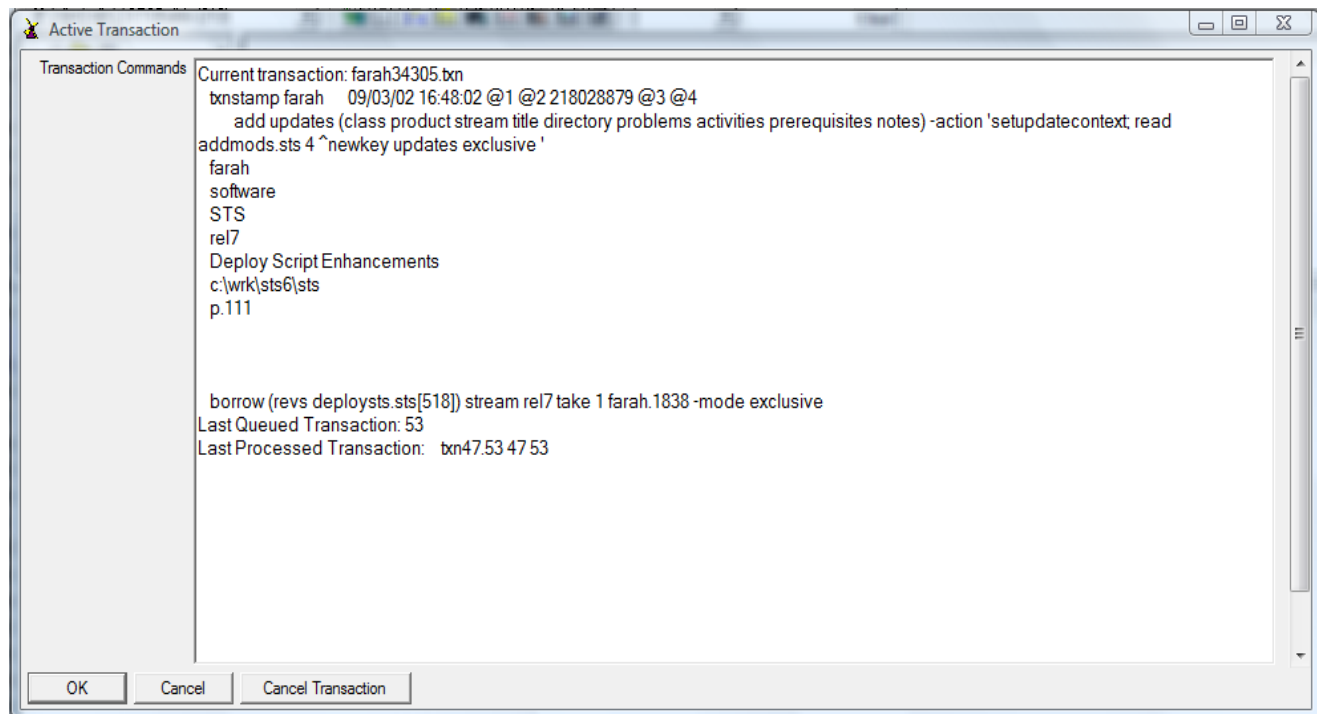 Active Transaction
Transaction Commands
Current transaction: farah34305.txn
txnstamp farah 09/03/02 16:48:02 @1 @2 218028879 @3 @4
add updates (class product stream title directory problems activities prerequisites notes) -action 'setupdatecontext; read
addmods.sts 4 ^newkey updates exclusive '
farah
software
STS
rel7
Deploy Script Enhancements
c:\wrk\sts6\sts
p.111
borrow (revs deploysts.sts[518]) stream rel7 take 1 farah.1838 -mode exclusive
Last Queued Transaction: 53
Last Processed Transaction: txn47.53 47 53
OK
Cancel
Cancel Transaction